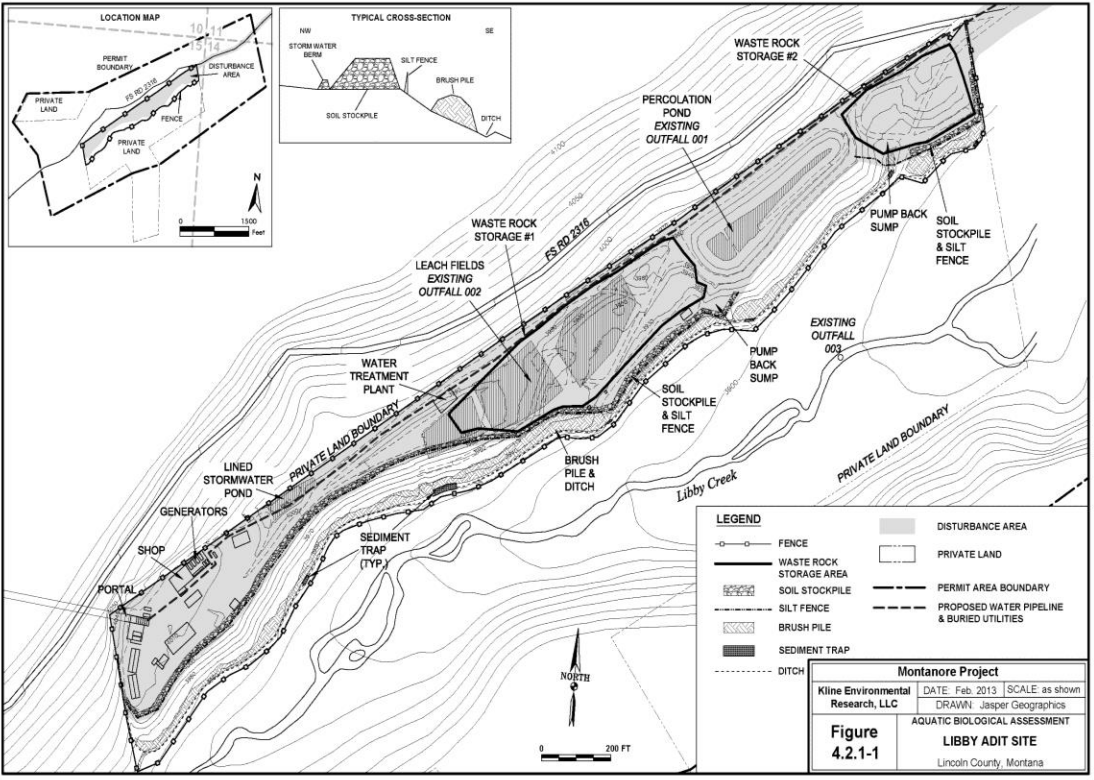 LOCATION MAP
10
11
15
14
PERMIT
BOUNDARY
FS RD 2316
DISTURBANCE
AREA
PRIVATE
LAND
FENCE
PRIVATE
LAND
N
0 1500
Feet
TYPICAL CROSS-SECTION
NW
SE
STORM WATER
BERM
SILT FENCE
BRUSH PILE
SOIL STOCKPILE
DITCH
WASTE ROCK
STORAGE #2
PERCOLATION
POND
EXISTING
OUTFALL 001
4100
4050
4000
WASTE ROCK
STORAGE #1
FS RD 2316
LEACH FIELDS
EXISTING
OUTFALL 002
PUMP BACK
SUMP
SOIL
STOCKPILE
& SILT
FENCE
EXISTING
OUTFALL
003
WATER
TREATMENT
PLANT
PUMP
BACK
SUMP
3900
SOIL
STOCKPILE
& SILT
FENCE
PRIVATE LAND BOUNDARY
PRIVATE LAND BOUNDARY
LINED
STORMWATER
POND
BRUSH
PILE &
DITCH
Libby Creek
GENERATORS
SHOP
SEDIMENT
TRAP
(TYP.)
PORTAL
NORTH
0 200 FT
LEGEND
FENCE
WASTE ROCK
STORAGE AREA
SOIL STOCKPILE
SILT FENCE
BRUSH PILE
SEDIMENT TRAP
DITCH
DISTURBANCE AREA
PRIVATE LAND
PERMIT AREA BOUNDARY
PROPOSED WATER PIPELINE
& BURIED UTILITIES
Montanore Project
Kline Environmental
Research, LLC
DATE: Feb. 2013
SCALE: as shown
DRAWN: Jasper Geographics
Figure
4.2.1-1
AQUATIC BIOLOGICAL ASSESSMENT
LIBBY ADIT SITE
Lincoln County, Montana